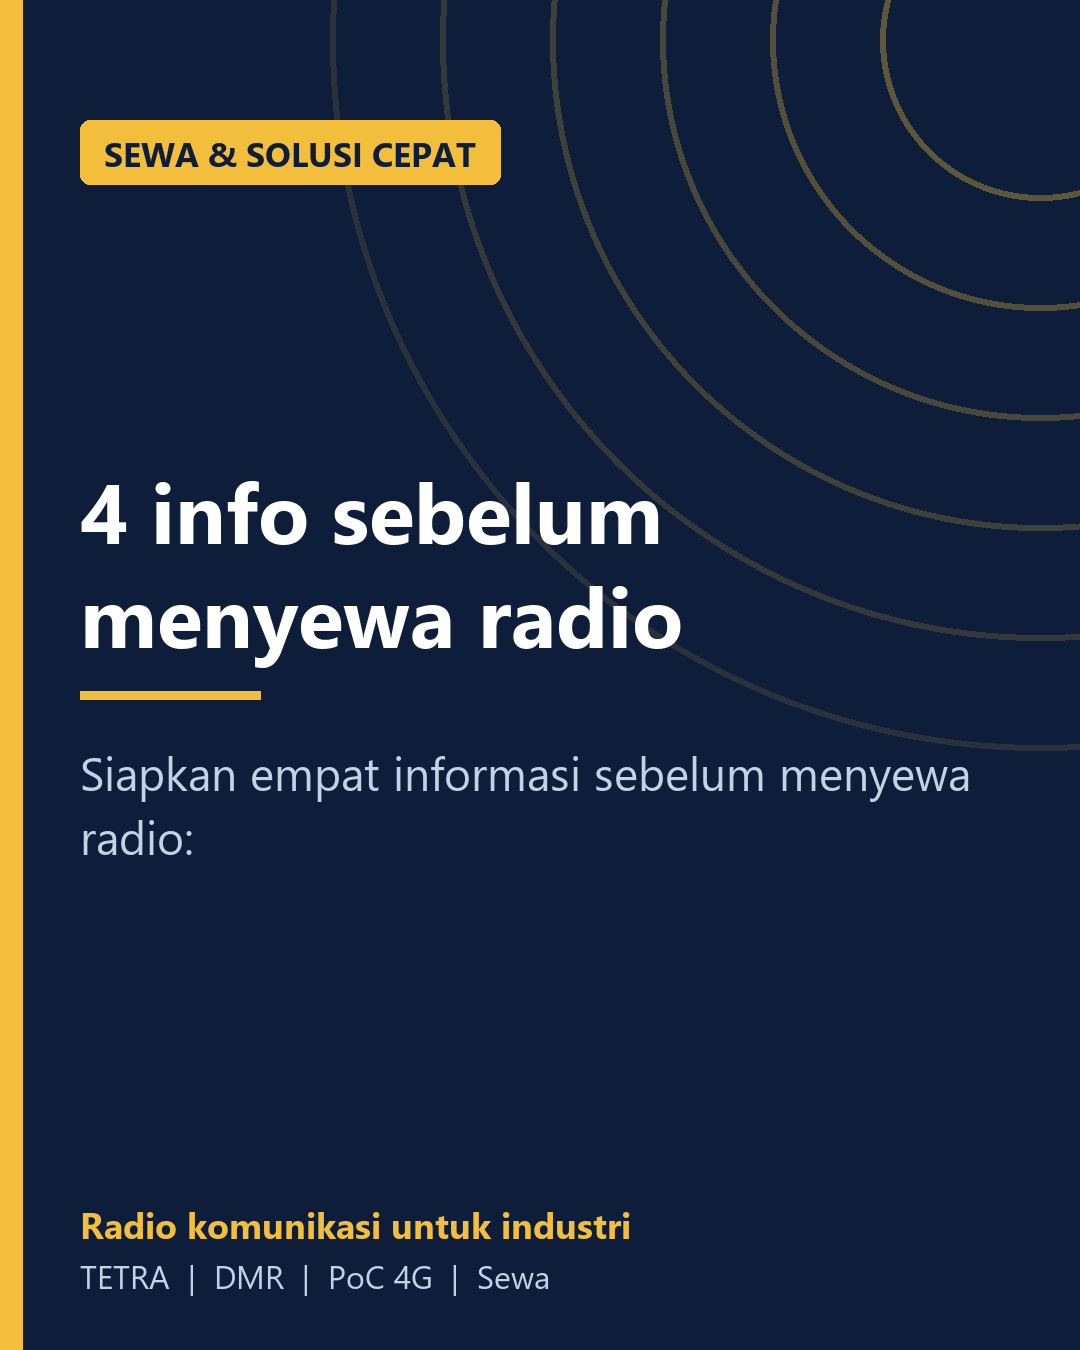 SEWA & SOLUSI CEPAT
4 info sebelum
menyewa radio
Siapkan empat informasi sebelum menyewa
radio:
Radio komunikasi untuk industri
TETRA | DMR | PoC 4G | Sewa